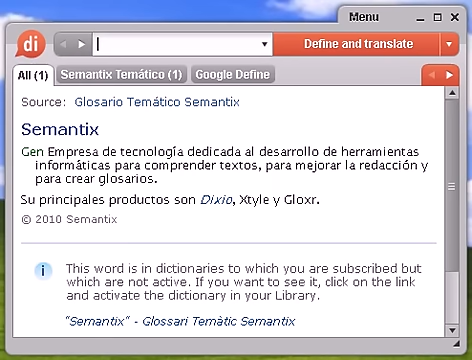 Menu
di
Define and translate
All (1)
Semantix Temático (1)
Google Define
Source: Glosario Temático Semantix
Semantix
Gen Empresa de tecnología dedicada al desarrollo de herramientas
informáticas para comprender textos, para mejorar la redacción y
para crear glosarios.
Su principales productos son Dixio, Xtyle y Gloxr.
© 2010 Semantix
i
This word is in dictionaries to which you are subscribed but
which are not active. If you want to see it, click on the link
and activate the dictionary in your Library.
"Semantix" - Glossari Temàtic Semantix